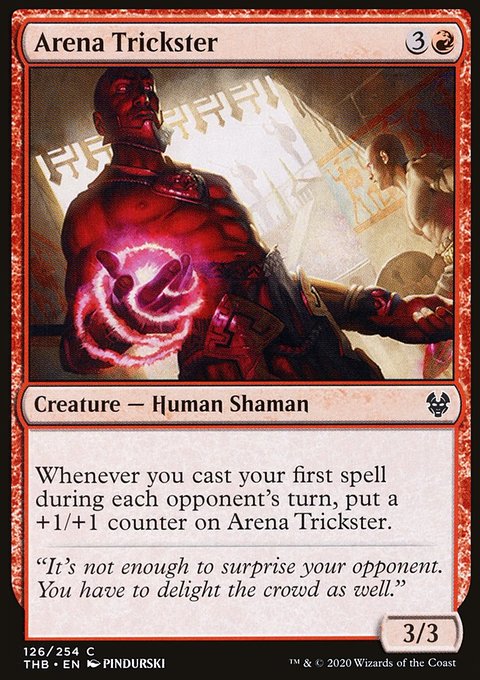 Arena Trickster 3
Creature — Human Shaman
Whenever you cast your first spell
during each opponent's turn, put a
+1/+1 counter on Arena Trickster.
"It's not enough to surprise your opponent.
You have to delight the crowd as well."
3/3
126/254 C
THB • EN PINDURSKI
™ & © 2020 Wizards of the Coast